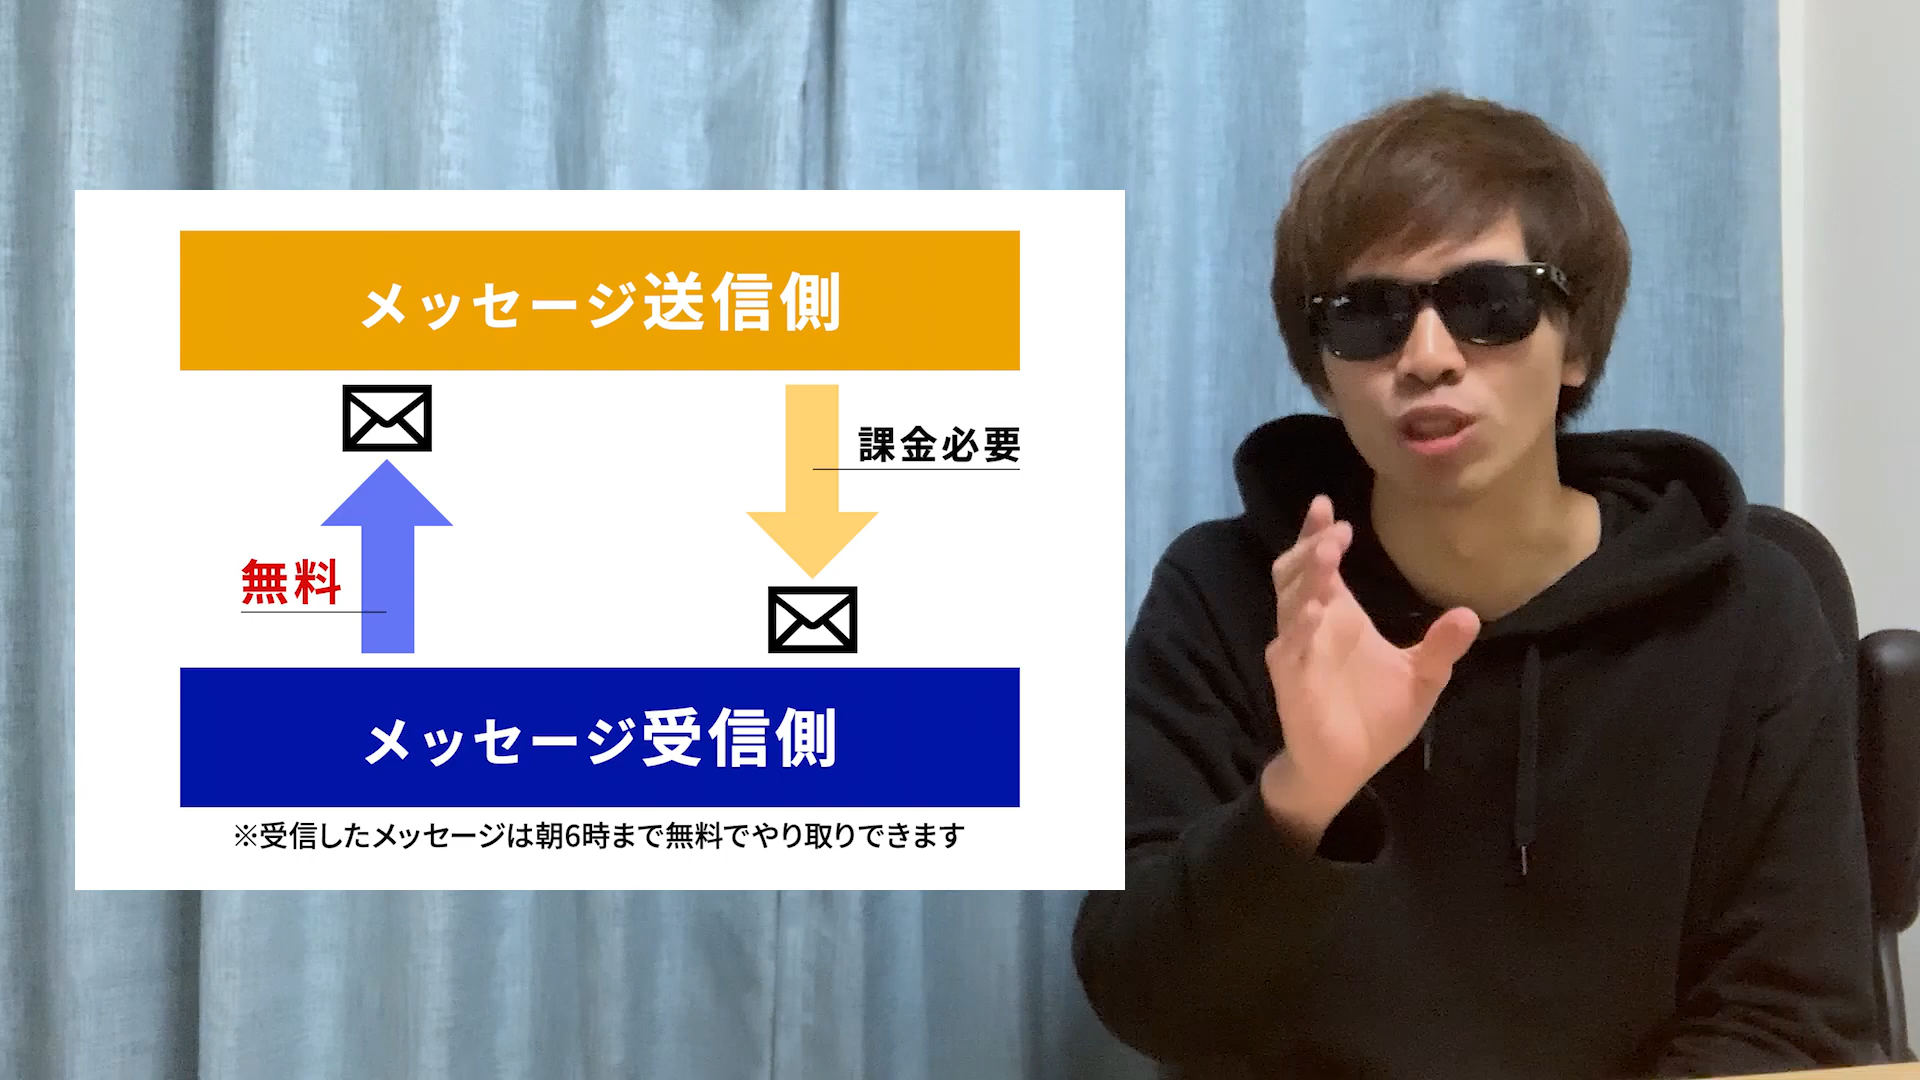 メッセージ送信側
課金必要
無料
メッセージ受信側
※受信したメッセージは朝6時まで無料でやり取りできます